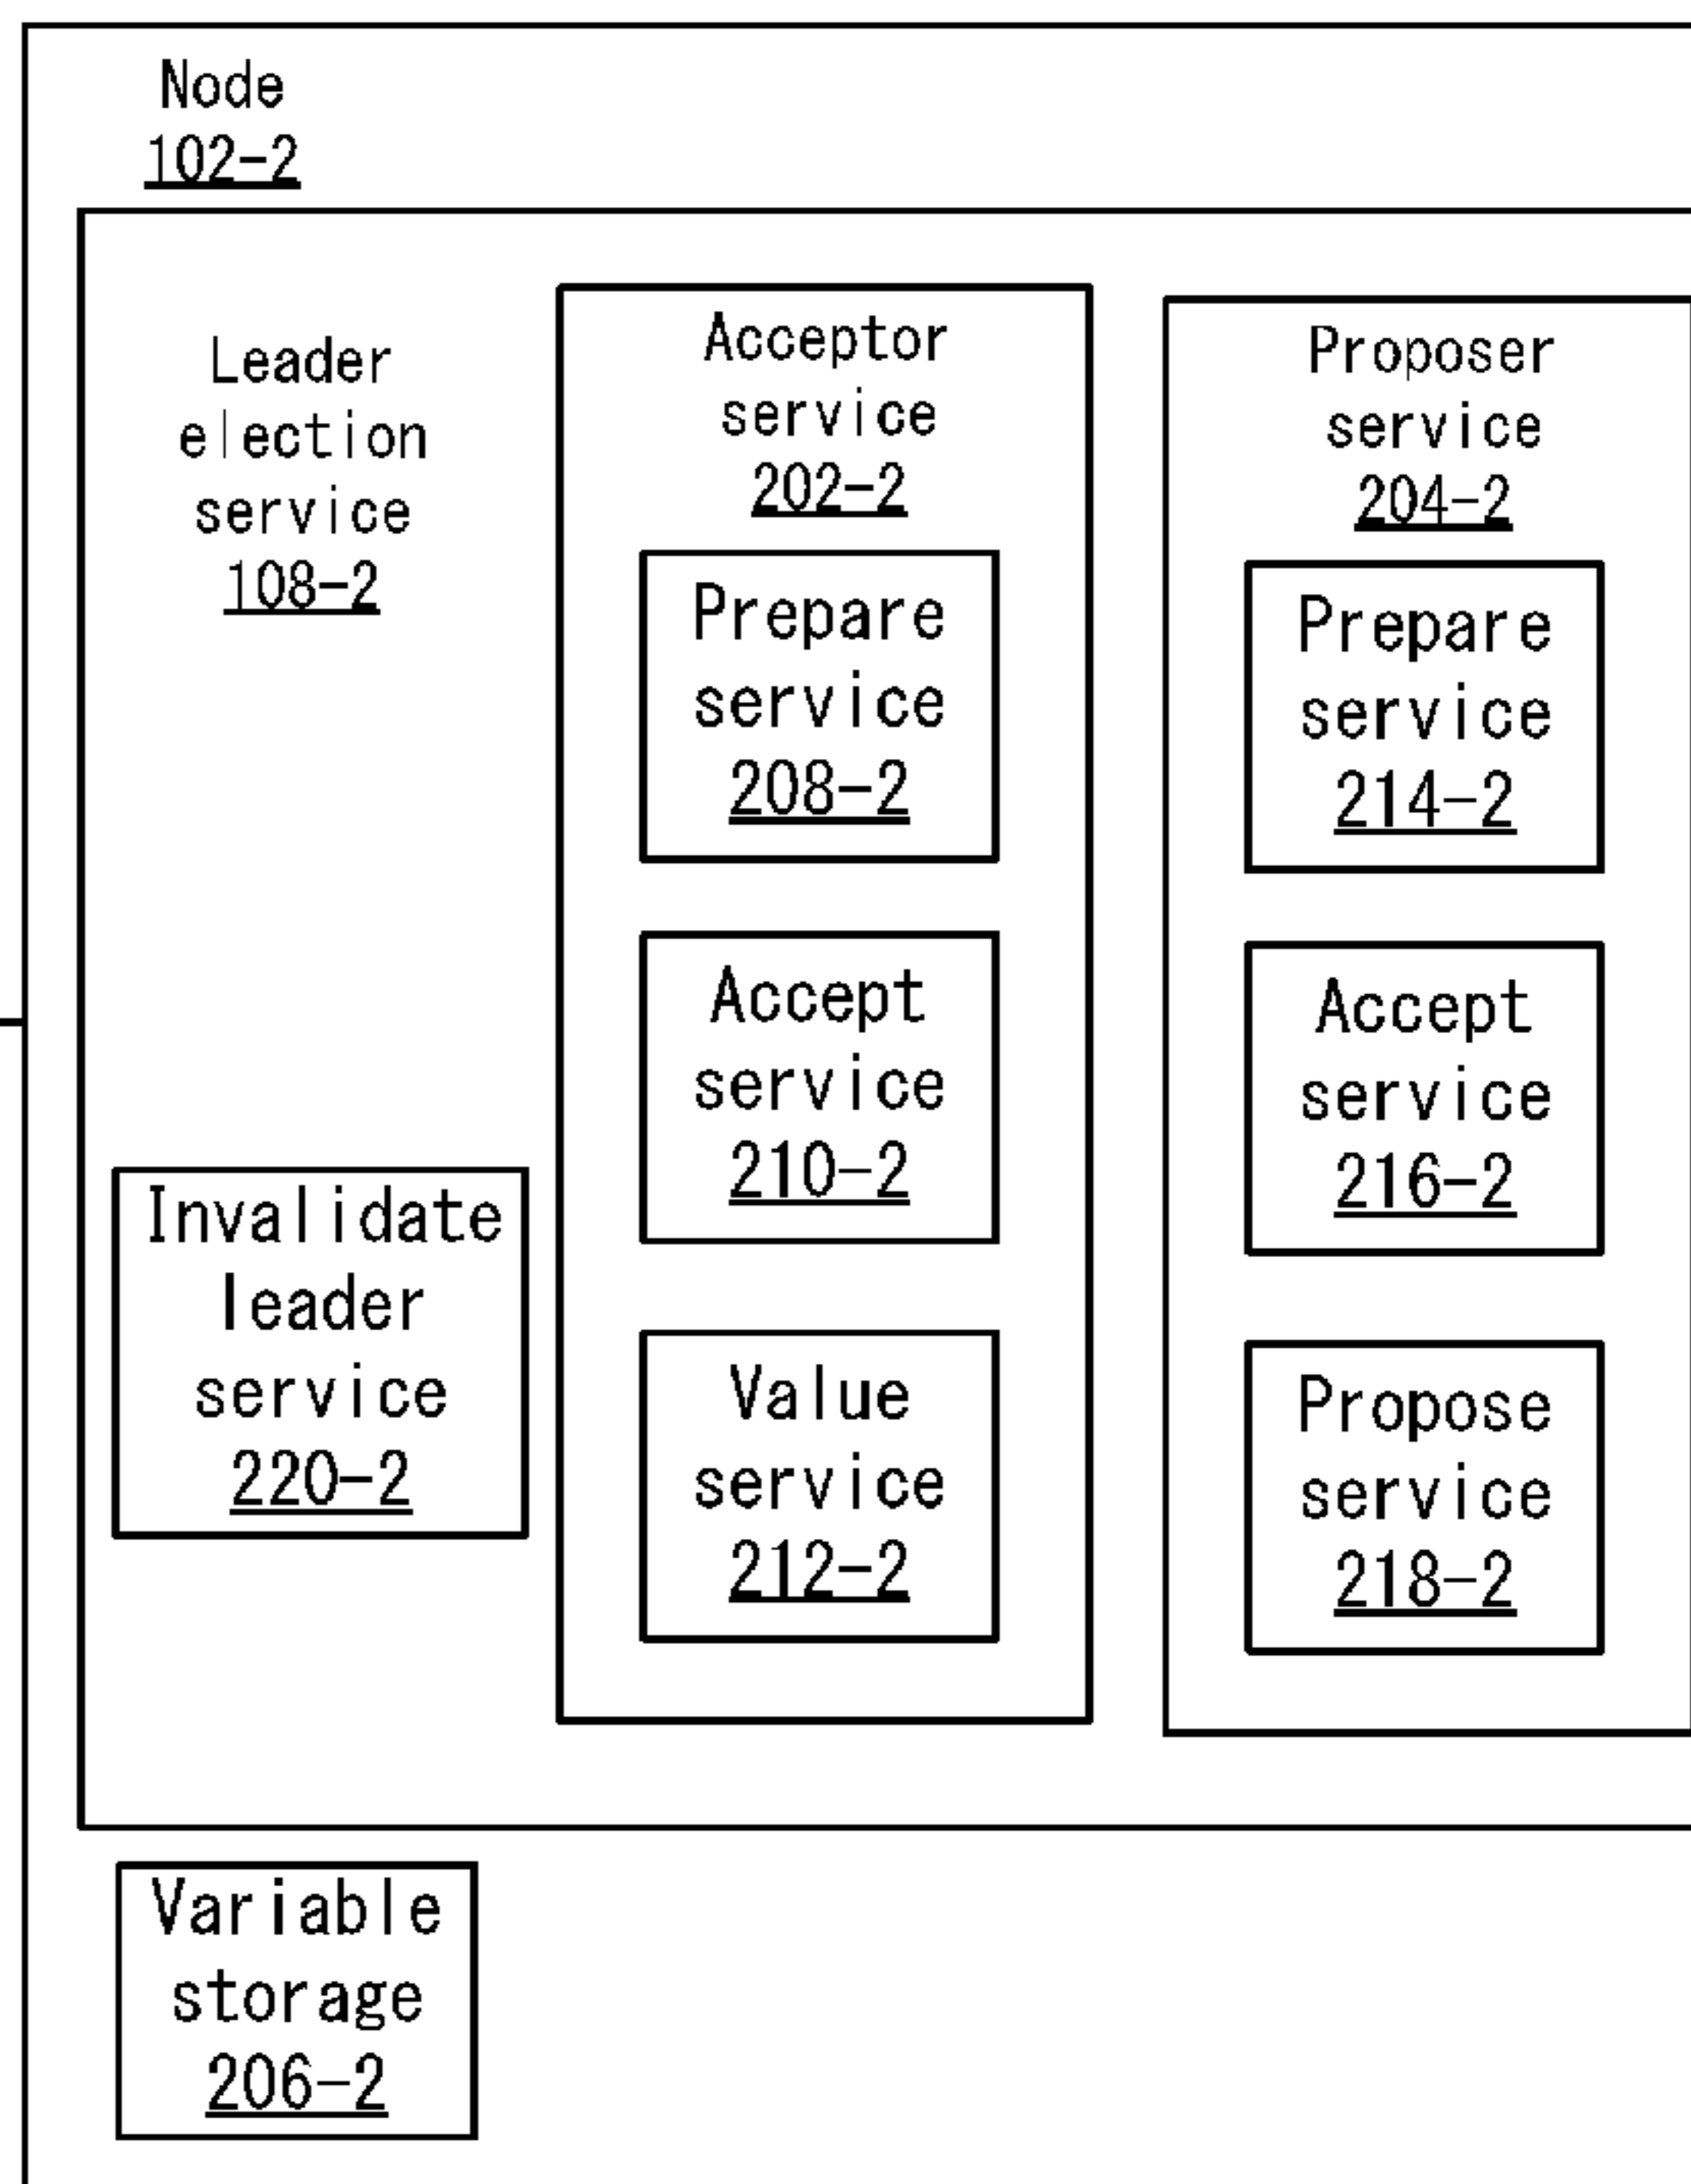 Node
102-2
Leader
election
service
108-2
Invalidate
leader
service
220-2
Acceptor
service
202-2
Prepare
service
208-2
Accept
service
210-2
Value
service
212-2
Proposer
service
204-2
Prepare
service
214-2
Accept
service
216-2
Propose
service
218-2
Variable
storage
206-2